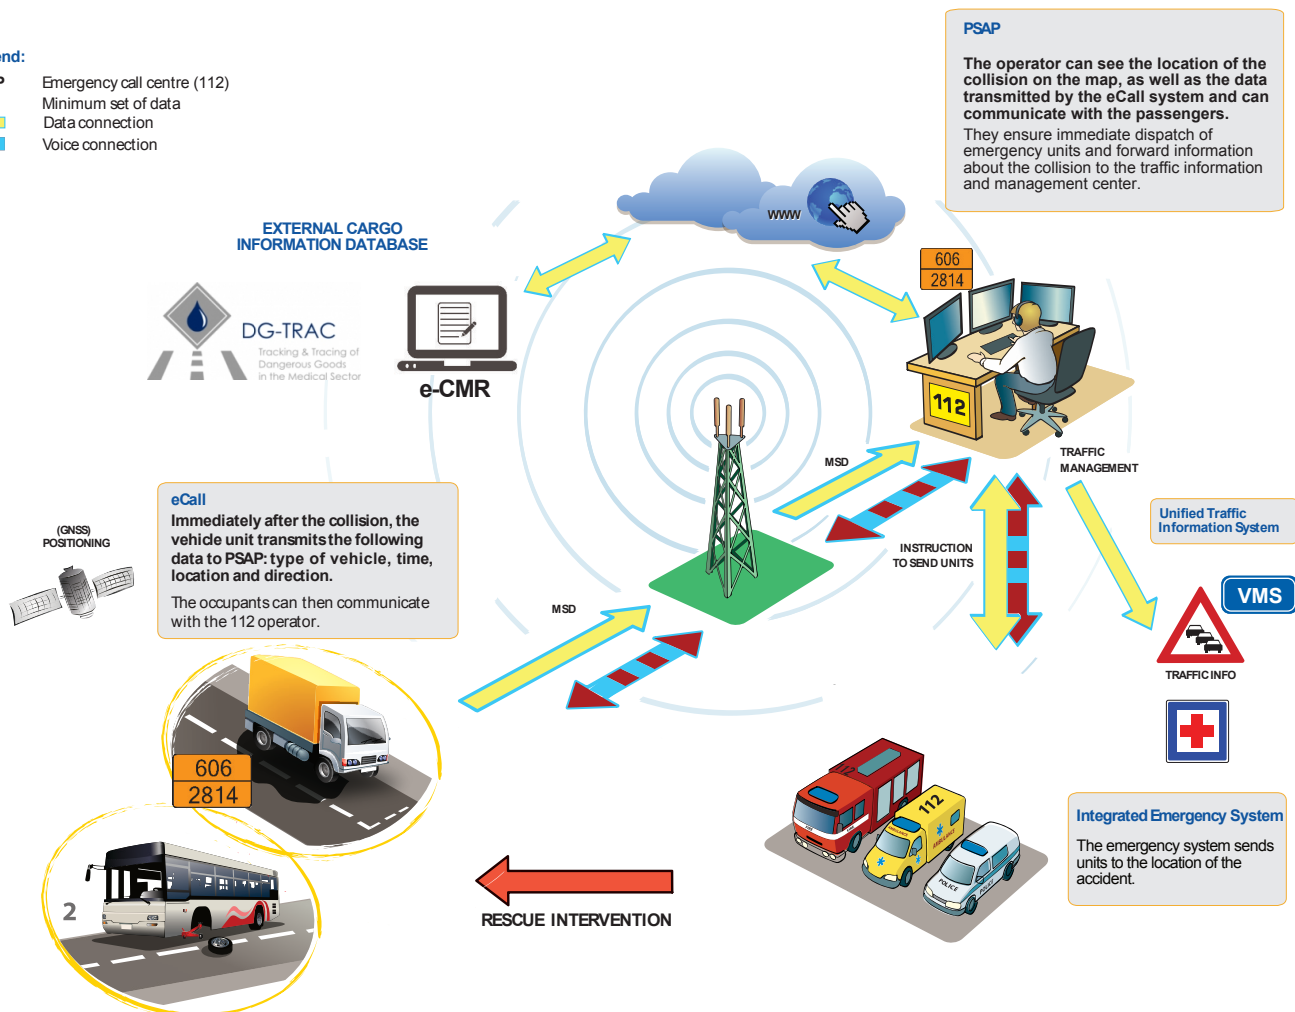 end:
P
Emergency call centre (112)
Minimum set of data
Data connection
Voice connection
PSAP
The operator can see the location of the
collision on the map, as well as the data
transmitted by the eCall system and can
communicate with the passengers.
They ensure immediate dispatch of
emergency units and forward information
about the collision to the traffic information
and management center.
www
EXTERNAL CARGO
INFORMATION DATABASE
606
2814
DG-TRAC
Tracking & Tracing of
Dangerous Goods
in the Medical Sector
e-CMR
112
MSD
TRAFFIC
MANAGEMENT
eCall
Immediately after the collision, the
vehicle unit transmits the following
data to PSAP: type of vehicle, time,
location and direction.
The occupants can then communicate
with the 112 operator.
(GNSS)
POSITIONING
Unified Traffic
Information System
INSTRUCTION
TO SEND UNITS
MSD
VMS
TRAFFIC INFO
606
2814
112
112
AMBULANCE
AMBULANCE
POLICE
POLICE
Integrated Emergency System
The emergency system sends
units to the location of the
accident.
2
RESCUE INTERVENTION